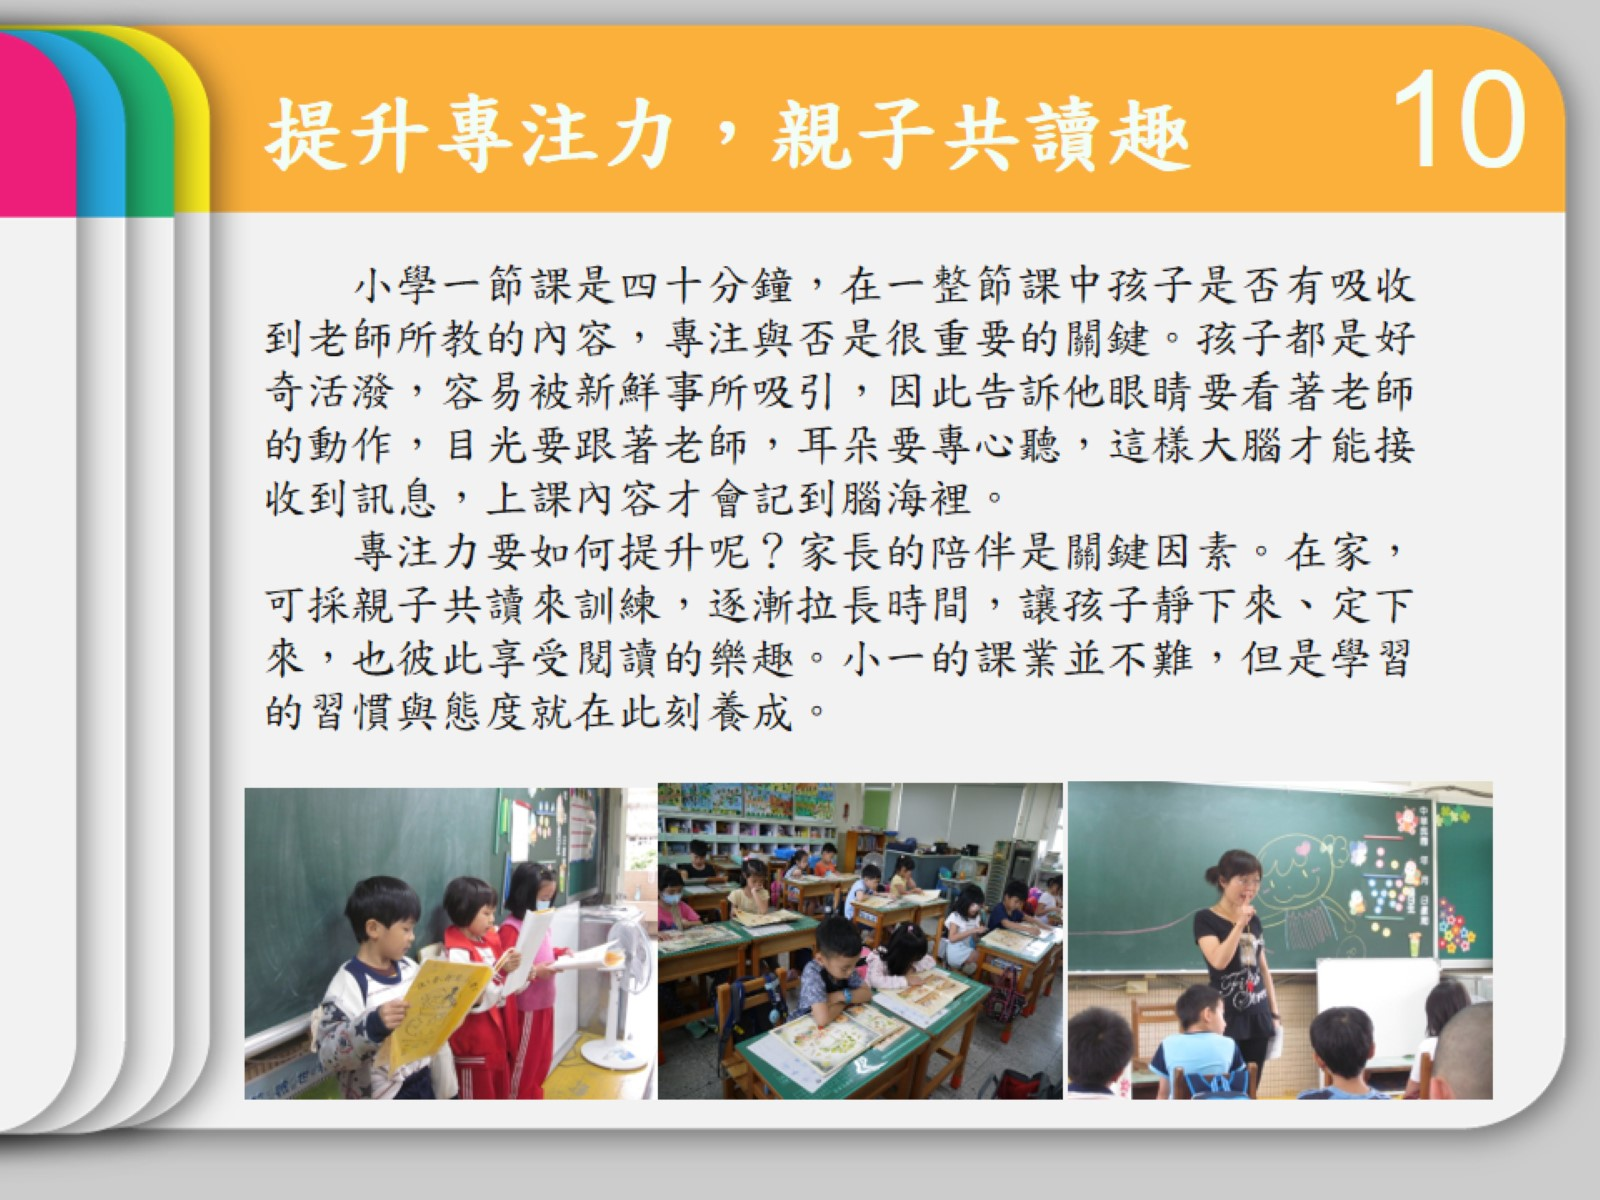 提升專注力，親子共讀趣
10
小學一節課是四十分鐘，在一整節課中孩子是否有吸收
到老師所教的內容，專注與否是很重要的關鍵。孩子都是好
奇活潑，容易被新鮮事所吸引，因此告訴他眼睛要看著老師
的動作，目光要跟著老師，耳朵要專心聽，這樣大腦才能接
收到訊息，上課內容才會記到腦海裡。
專注力要如何提升呢？家長的陪伴是關鍵因素。在家，
可採親子共讀來訓練，逐漸拉長時間，讓孩子靜下來、定下
來，也彼此享受閱讀的樂趣。小一的課業並不難，但是學習
的習慣與態度就在此刻養成。